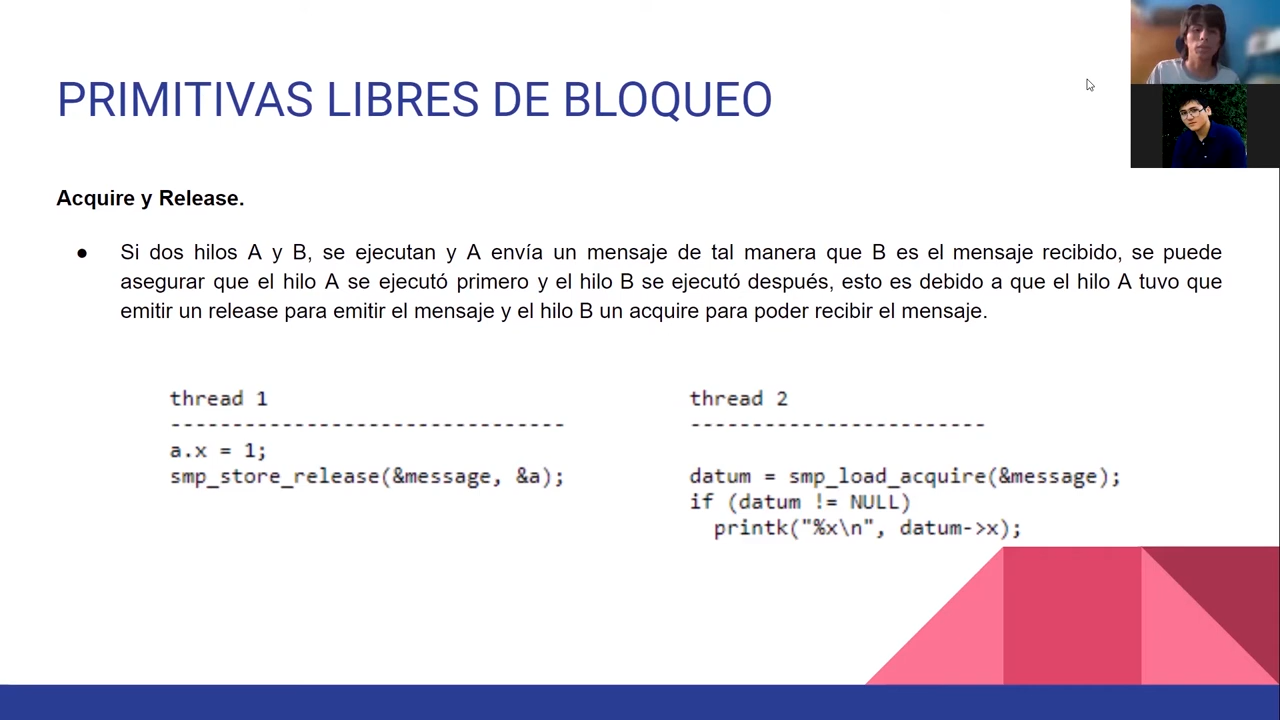 PRIMITIVAS LIBRES DE BLOQUEO
Acquire y Release.
● Si dos hilos A y B, se ejecutan y A envía un mensaje de tal manera que B es el mensaje recibido, se puede
asegurar que el hilo A se ejecutó primero y el hilo B se ejecutó después, esto es debido a que el hilo A tuvo que
emitir un release para emitir el mensaje y el hilo B un acquire para poder recibir el mensaje.
thread 1
--------------------------------
a.x = 1;
smp_store_release(&message, &a);
thread 2
------------------------
datum = smp_load_acquire(&message);
if (datum != NULL)
  printk("%x\n", datum->x);